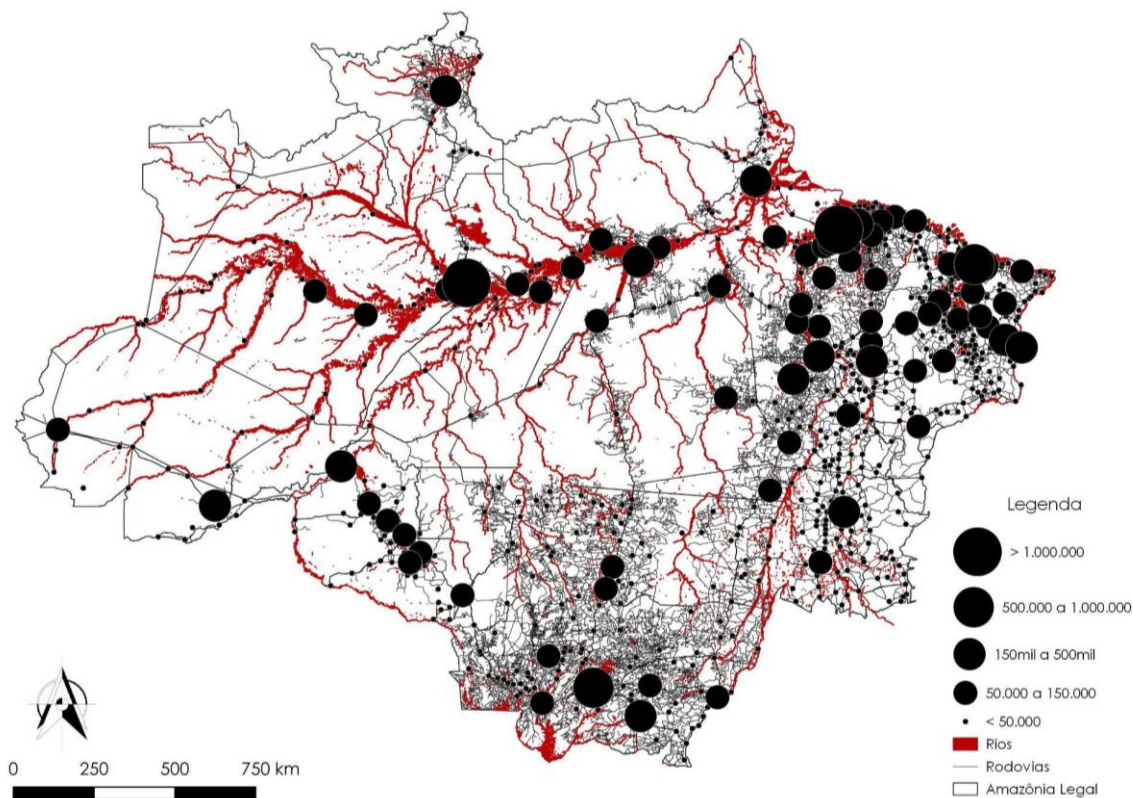 Legenda
> 1.000.000
500.000 a 1.000.000
150mil a 500mil
50.000 a 150.000
< 50.000
Rios
Rodovias
Amazônia Legal
0 250 500 750 km